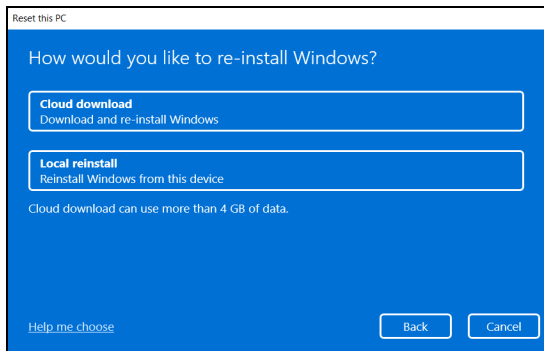 Reset this PC
How would you like to re-install Windows?
Cloud download
Download and re-install Windows
Local reinstall
Reinstall Windows from this device
Cloud download can use more than 4 GB of data.
Help me choose
Back
Cancel